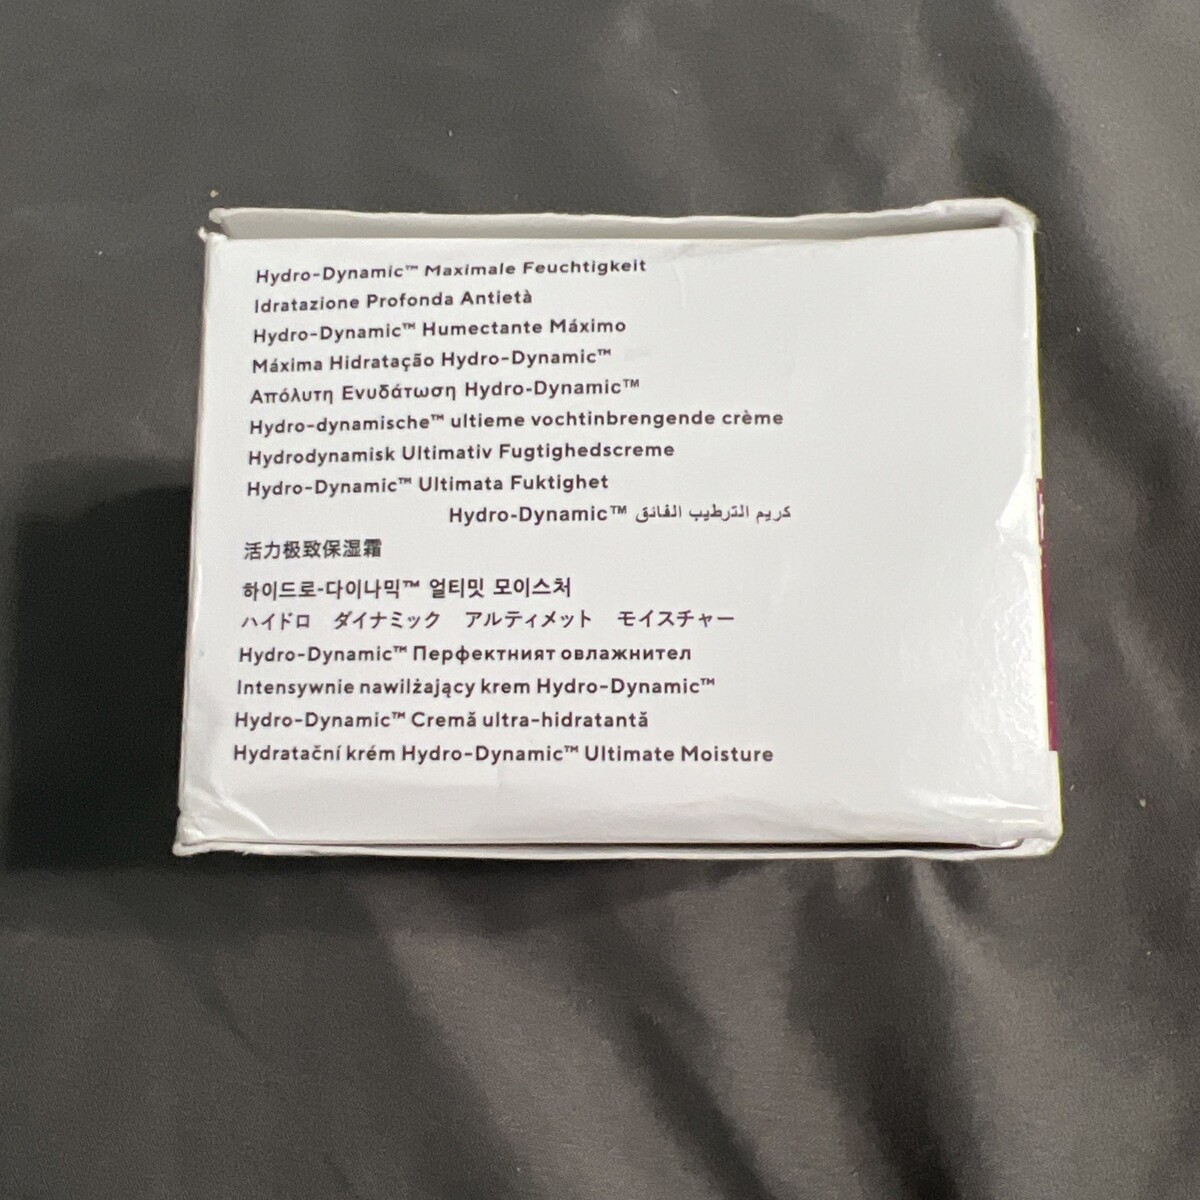 Hydro-Dynamic™ Maximale Feuchtigkeit
Idratazione Profonda Antietà
Hydro-Dynamic™ Humectante Máximo
Máxima Hidratação Hydro-Dynamic™
Απόλυτη Ενυδάτωση Hydro-Dynamic™
Hydro-dynamische™ ultieme vochtinbrengende crème
Hydrodynamisk Ultimativ Fugtighedscreme
Hydro-Dynamic™ Ultimata Fuktighet
كريم الترطيب الفائق Hydro-Dynamic™
活力极致保湿霜
하이드로-다이나믹™ 얼티밋 모이스처
ハイドロ ダイナミック アルティメット モイスチャー
Hydro-Dynamic™ Перфектният овлажнител
Intensywnie nawilżający krem Hydro-Dynamic™
Hydro-Dynamic™ Cremă ultra-hidratantă
Hydratační krém Hydro-Dynamic™ Ultimate Moisture